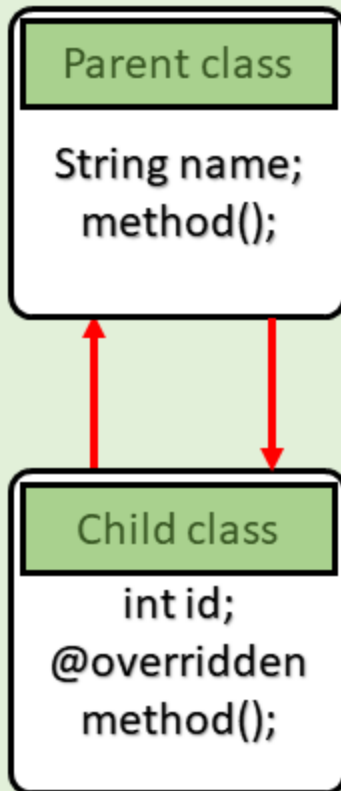 Parent class
String name;
method();
Child class
int id;
@overridden
method();